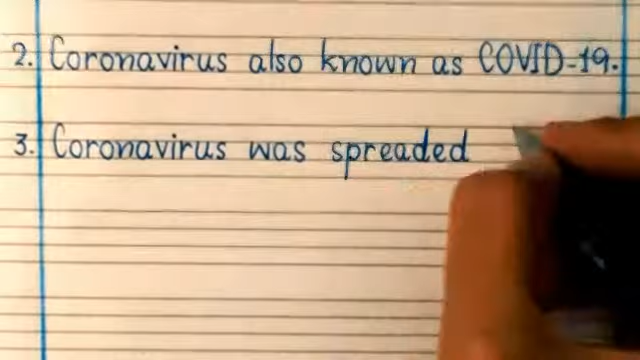 2. Coronavirus also known as COVID-19.
3. Coronavirus was spreaded